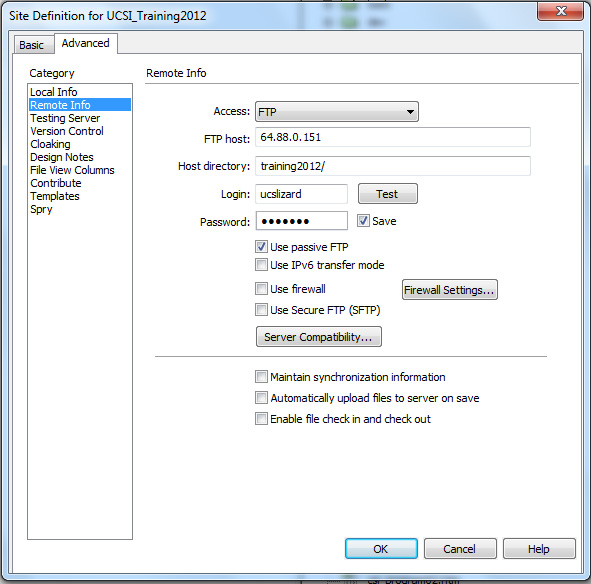 Site Definition for UCSI_Training2012
Basic
Advanced
Category
Local Info
Remote Info
Testing Server
Version Control
Cloaking
Design Notes
File View Columns
Contribute
Templates
Spry
Remote Info
Access: FTP
FTP host: 64.88.0.151
Host directory: training2012/
Login: ucslizard Test
Password: ●●●●●●● Save
Use passive FTP
Use IPv6 transfer mode
Use firewall Firewall Settings...
Use Secure FTP (SFTP)
Server Compatibility...
Maintain synchronization information
Automatically upload files to server on save
Enable file check in and check out
OK Cancel Help